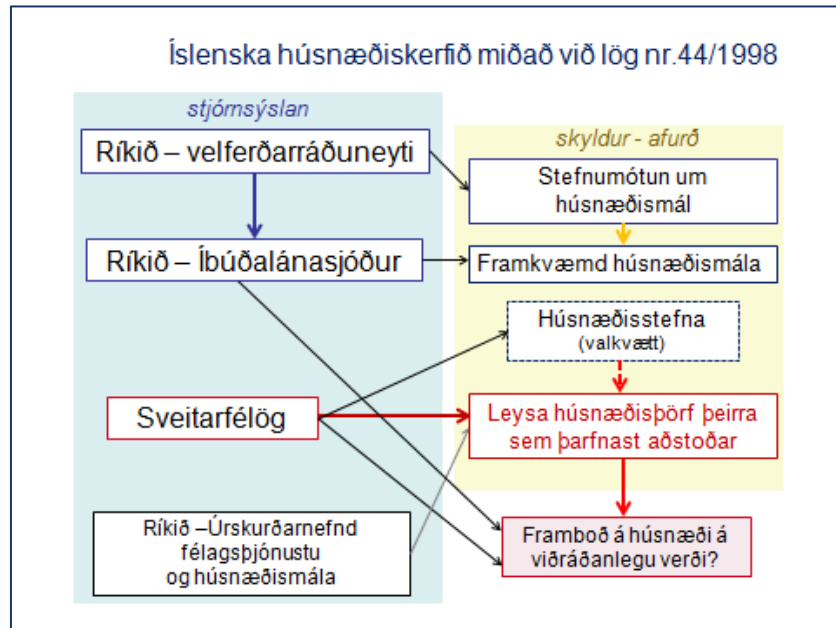 Íslenska húsnæðiskerfið miðað við lög nr.44/1998
stjórnsýslan
Ríkið – velferðarráðuneyti
Ríkið – Íbúðalánasjóður
Sveitarfélög
Ríkið –Úrskurðarnefnd
félagsþjónustu
og húsnæðismála
skyldur - afurð
Stefnumótun um
húsnæðismál
Framkvæmd húsnæðismála
Húsnæðisstefna
(valkvætt)
Leysa húsnæðisþörf þeirra
sem þarfnast aðstoðar
Framboð á húsnæði á
viðráðanlegu verði?